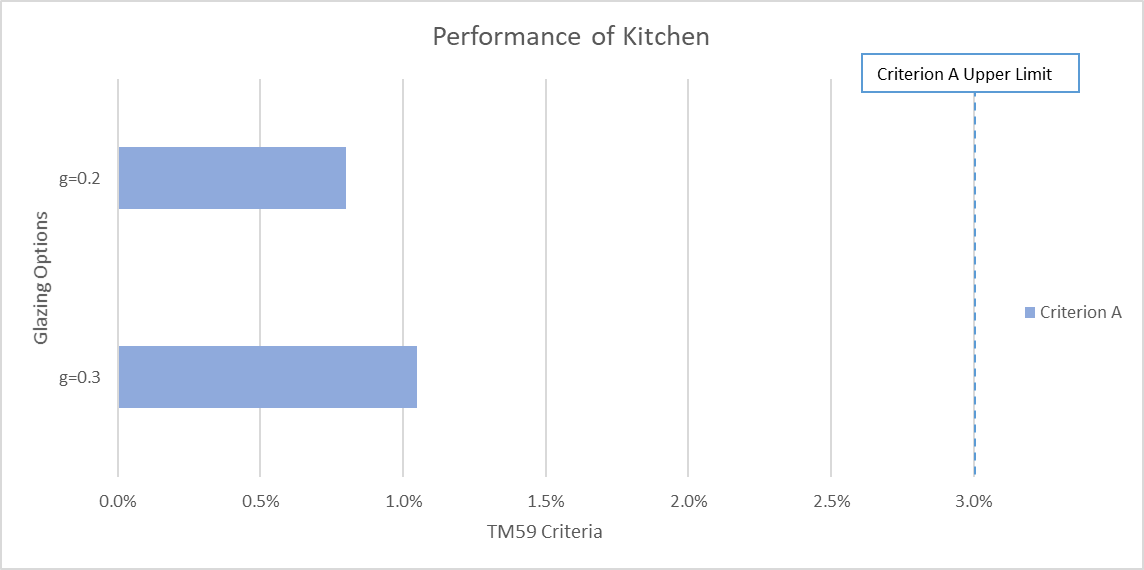 Performance of Kitchen
Criterion A Upper Limit
g=0.2
Glazing Options
g=0.3
Criterion A
0.0%
0.5%
1.0%
1.5%
2.0%
2.5%
3.0%
TM59 Criteria